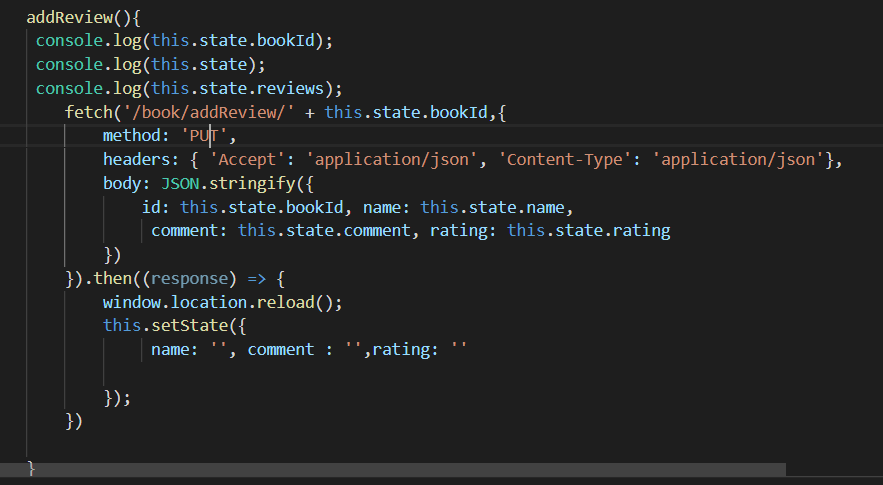 addReview(){
console.log(this.state.bookId);
console.log(this.state);
console.log(this.state.reviews);
fetch('/book/addReview/' + this.state.bookId,{
method: 'PUT',
headers: { 'Accept': 'application/json', 'Content-Type': 'application/json'},
body: JSON.stringify({
id: this.state.bookId, name: this.state.name,
comment: this.state.comment, rating: this.state.rating
})
}).then((response) => {
window.location.reload();
this.setState({
name: '', comment : '',rating: ''
});
})
}